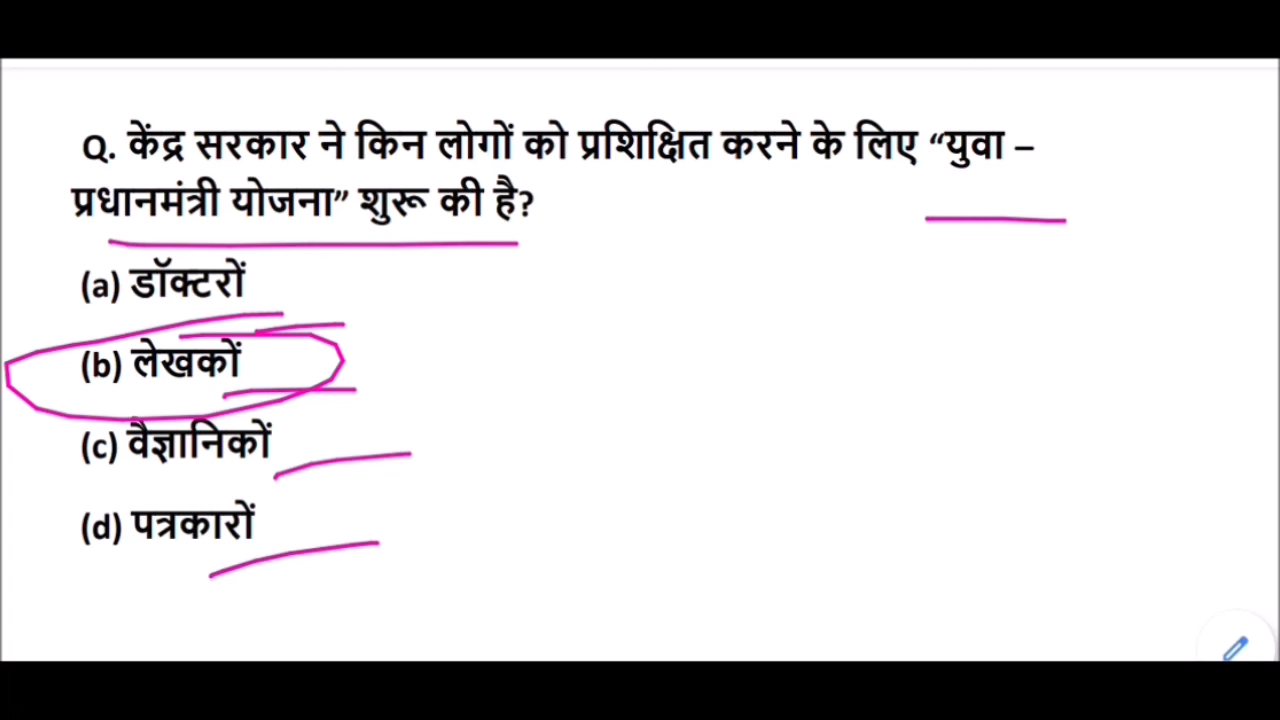 Q. केंद्र सरकार ने किन लोगों को प्रशिक्षित करने के लिए “युवा –
प्रधानमंत्री योजना” शुरू की है?
(a) डॉक्टरों
(b) लेखकों
(c) वैज्ञानिकों
(d) पत्रकारों